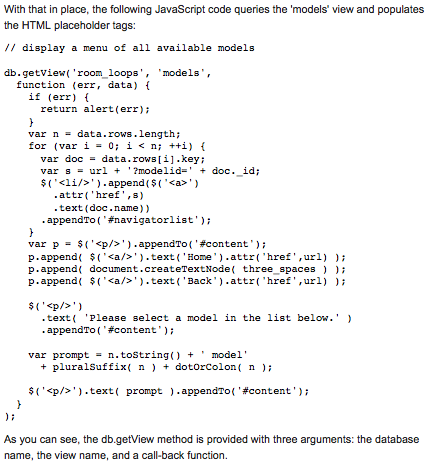 With that in place, the following JavaScript code queries the 'models' view and populates
the HTML placeholder tags:
// display a menu of all available models
db.getView('room_loops', 'models',
  function (err, data) {
    if (err) {
      return alert(err);
    }
    var n = data.rows.length;
    for (var i = 0; i < n; ++i) {
      var doc = data.rows[i].key;
      var s = url + '?modelid=' + doc._id;
      $('<li/>').append($('<a>')
        .attr('href',s)
        .text(doc.name))
      .appendTo('#navigatorlist');
    }
    var p = $('<p/>').appendTo('#content');
    p.append( $('<a/>').text('Home').attr('href',url) );
    p.append( document.createTextNode( three_spaces ) );
    p.append( $('<a/>').text('Back').attr('href',url) );
    $('<p/>')
      .text( 'Please select a model in the list below.' )
      .appendTo('#content');
    var prompt = n.toString() + ' model'
      + pluralSuffix( n ) + dotOrColon( n );
    $('<p/>').text( prompt ).appendTo('#content');
  }
);
As you can see, the db.getView method is provided with three arguments: the database
name, the view name, and a call-back function.